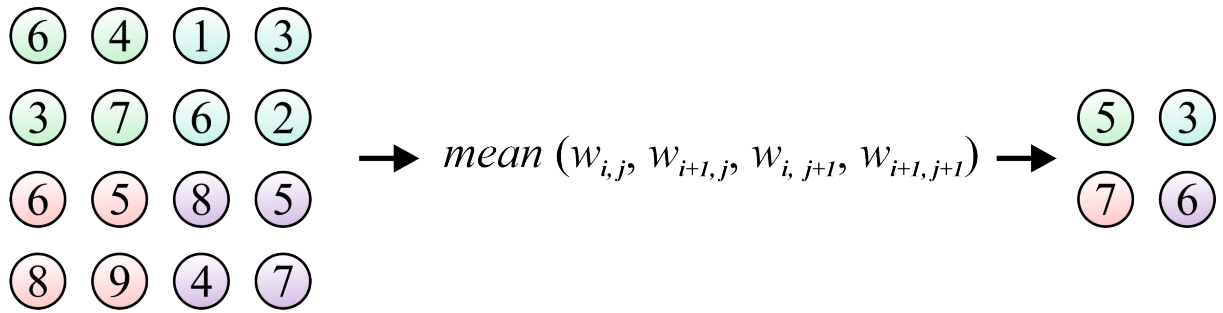 6 4 1 3
3 7 6 2
6 5 8 5
8 9 4 7
mean (w_{i,j}, w_{i+1,j}, w_{i, j+1}, w_{i+1,j+1})
5 3
7 6